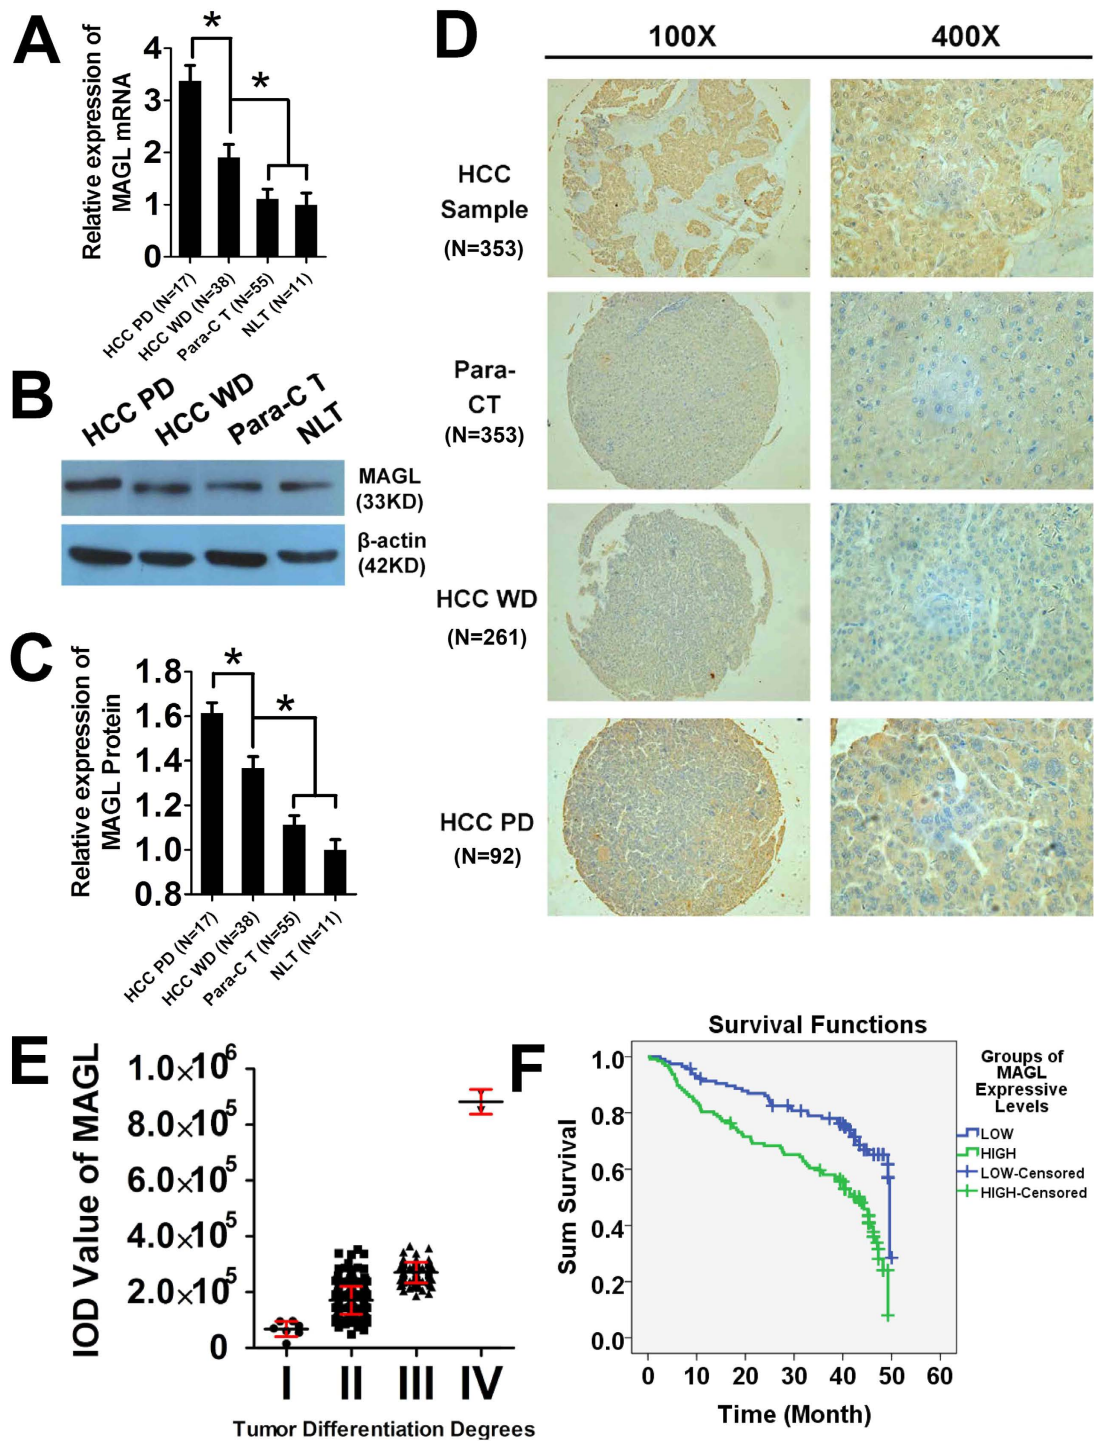 A
Relative expression of
MAGL mRNA
4
3
2
1
0
*
*
HCC PD (N=17)
HCC WD (N=38)
Para-C T (N=55)
NLT (N=11)
B
HCC PD
HCC WD
Para-C T
NLT
MAGL
(33KD)
β-actin
(42KD)
C
Relative expression of
MAGL Protein
1.8
1.6
1.4
1.2
1.0
0.8
*
*
HCC PD (N=17)
HCC WD (N=38)
Para-C T (N=55)
NLT (N=11)
D
100X
400X
HCC
Sample
(N=353)
Para-
CT
(N=353)
HCC WD
(N=261)
HCC PD
(N=92)
E
IOD Value of MAGL
1.0×10⁶
8.0×10⁵
6.0×10⁵
4.0×10⁵
2.0×10⁵
0
I
II
III
IV
Tumor Differentiation Degrees
F
Survival Functions
Sum Survival
1.0
0.8
0.6
0.4
0.2
0.0
0
10
20
30
40
50
60
Time (Month)
Groups of
MAGL
Expressive
Levels
LOW
HIGH
LOW-Censored
HIGH-Censored